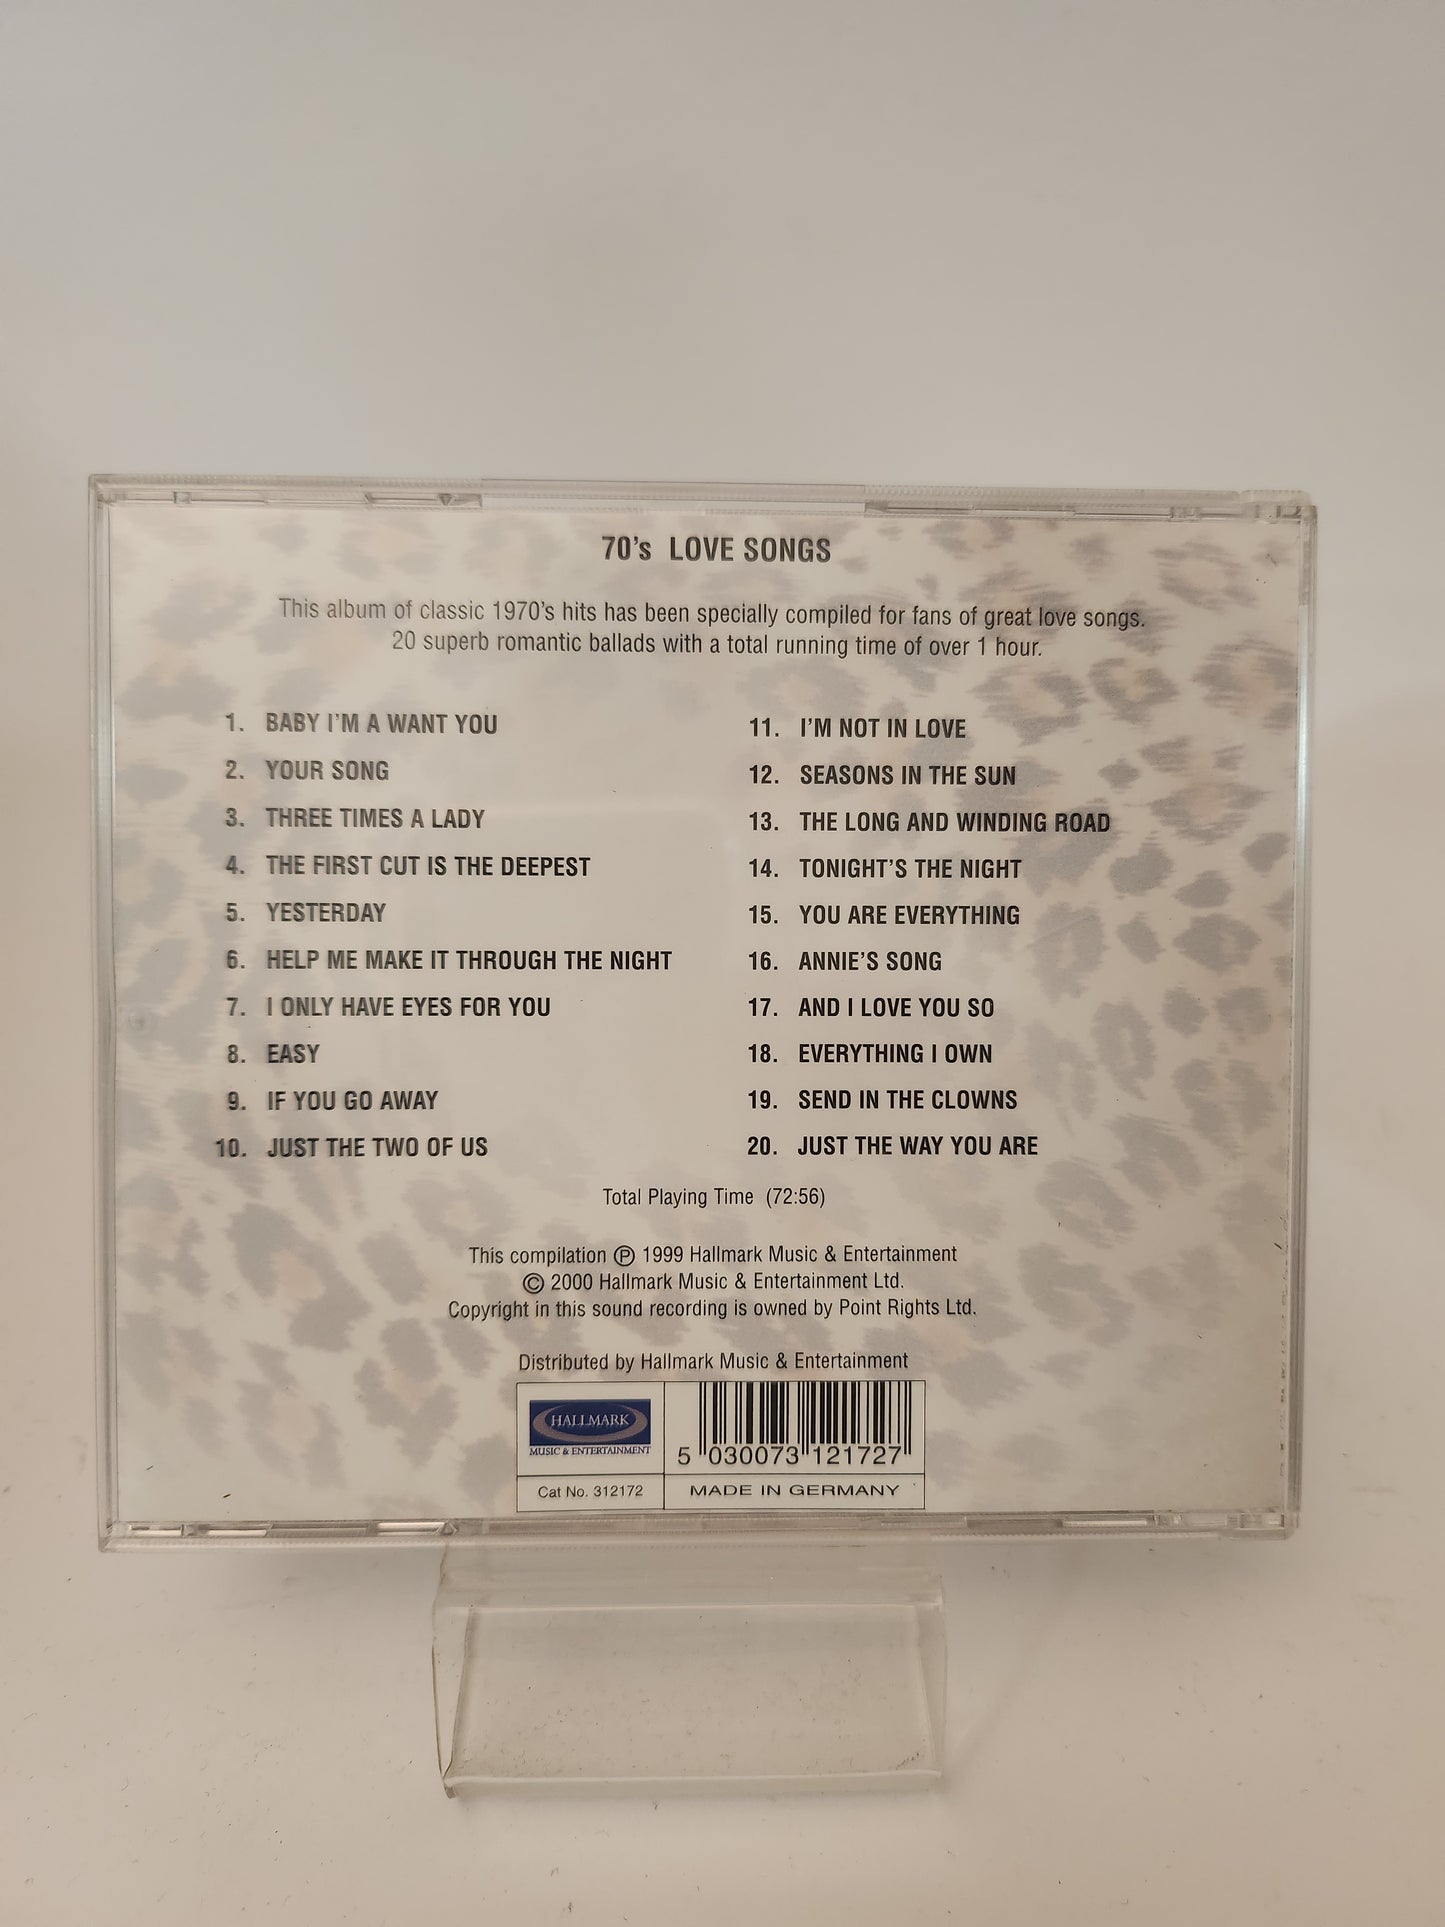 70's LOVE SONGS
This album of classic 1970's hits has been specially compiled for fans of great love songs.
20 superb romantic ballads with a total running time of over 1 hour.
1. BABY I'M A WANT YOU
2. YOUR SONG
3. THREE TIMES A LADY
4. THE FIRST CUT IS THE DEEPEST
5. YESTERDAY
6. HELP ME MAKE IT THROUGH THE NIGHT
7. I ONLY HAVE EYES FOR YOU
8. EASY
9. IF YOU GO AWAY
10. JUST THE TWO OF US
11. I'M NOT IN LOVE
12. SEASONS IN THE SUN
13. THE LONG AND WINDING ROAD
14. TONIGHT'S THE NIGHT
15. YOU ARE EVERYTHING
16. ANNIE'S SONG
17. AND I LOVE YOU SO
18. EVERYTHING I OWN
19. SEND IN THE CLOWNS
20. JUST THE WAY YOU ARE
Total Playing Time (72:56)
This compilation ℗ 1999 Hallmark Music & Entertainment
© 2000 Hallmark Music & Entertainment Ltd.
Copyright in this sound recording is owned by Point Rights Ltd.
Distributed by Hallmark Music & Entertainment
HALLMARK
MUSIC & ENTERTAINMENT
5 030073 121727
Cat No. 312172
MADE IN GERMANY